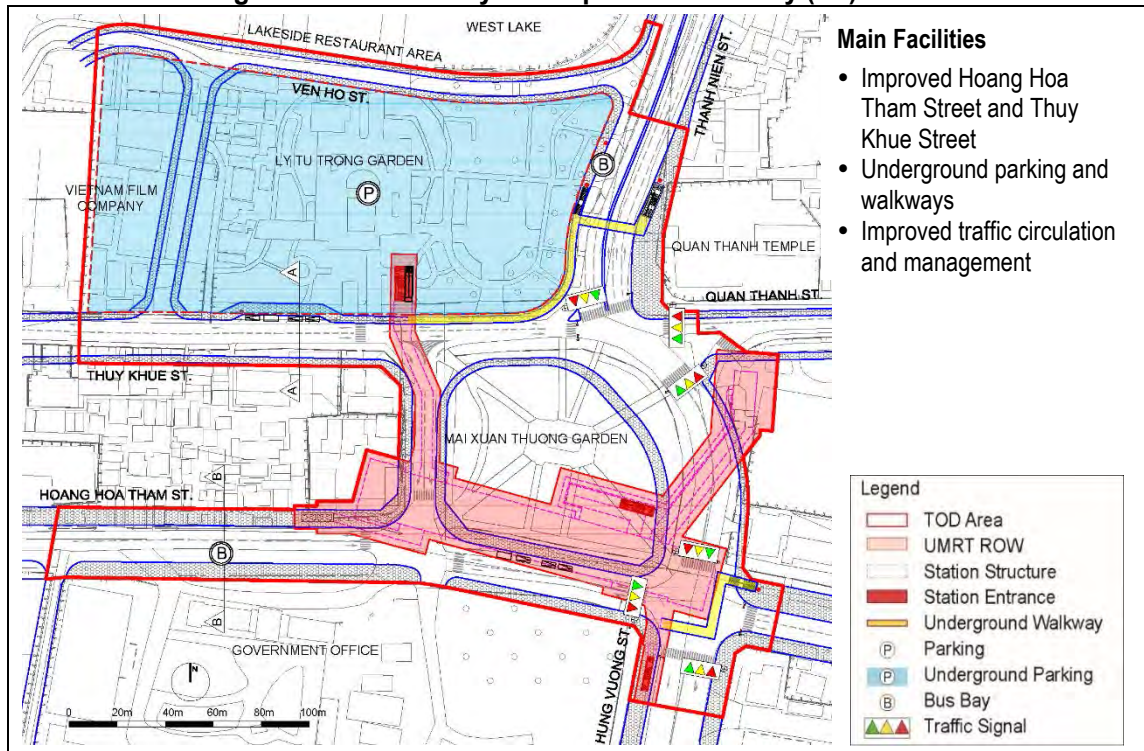 WEST LAKE
LAKESIDE RESTAURANT AREA
THANH NIEN ST.
VEN HO ST.
B
LY TU TRONG GARDEN
P
VIETNAM FILM
COMPANY
QUAN THANH TEMPLE
A
QUAN THANH ST.
THUY KHUE ST.
A
MAI XUAN THUONG GARDEN
B
HOANG HOA THAM ST.
B
B
GOVERNMENT OFFICE
HUNG VUONG ST.
N
0 20m 40m 60m 80m 100m
Main Facilities
• Improved Hoang Hoa
Tham Street and Thuy
Khue Street
• Underground parking and
walkways
• Improved traffic circulation
and management
Legend
TOD Area
UMRT ROW
Station Structure
Station Entrance
Underground Walkway
P Parking
P Underground Parking
B Bus Bay
Traffic Signal